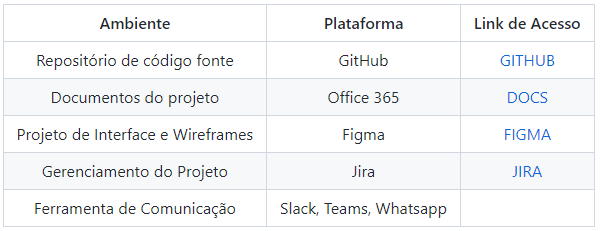 Ambiente Plataforma Link de Acesso
Repositório de código fonte GitHub GITHUB
Documentos do projeto Office 365 DOCS
Projeto de Interface e Wireframes Figma FIGMA
Gerenciamento do Projeto Jira JIRA
Ferramenta de Comunicação Slack, Teams, Whatsapp